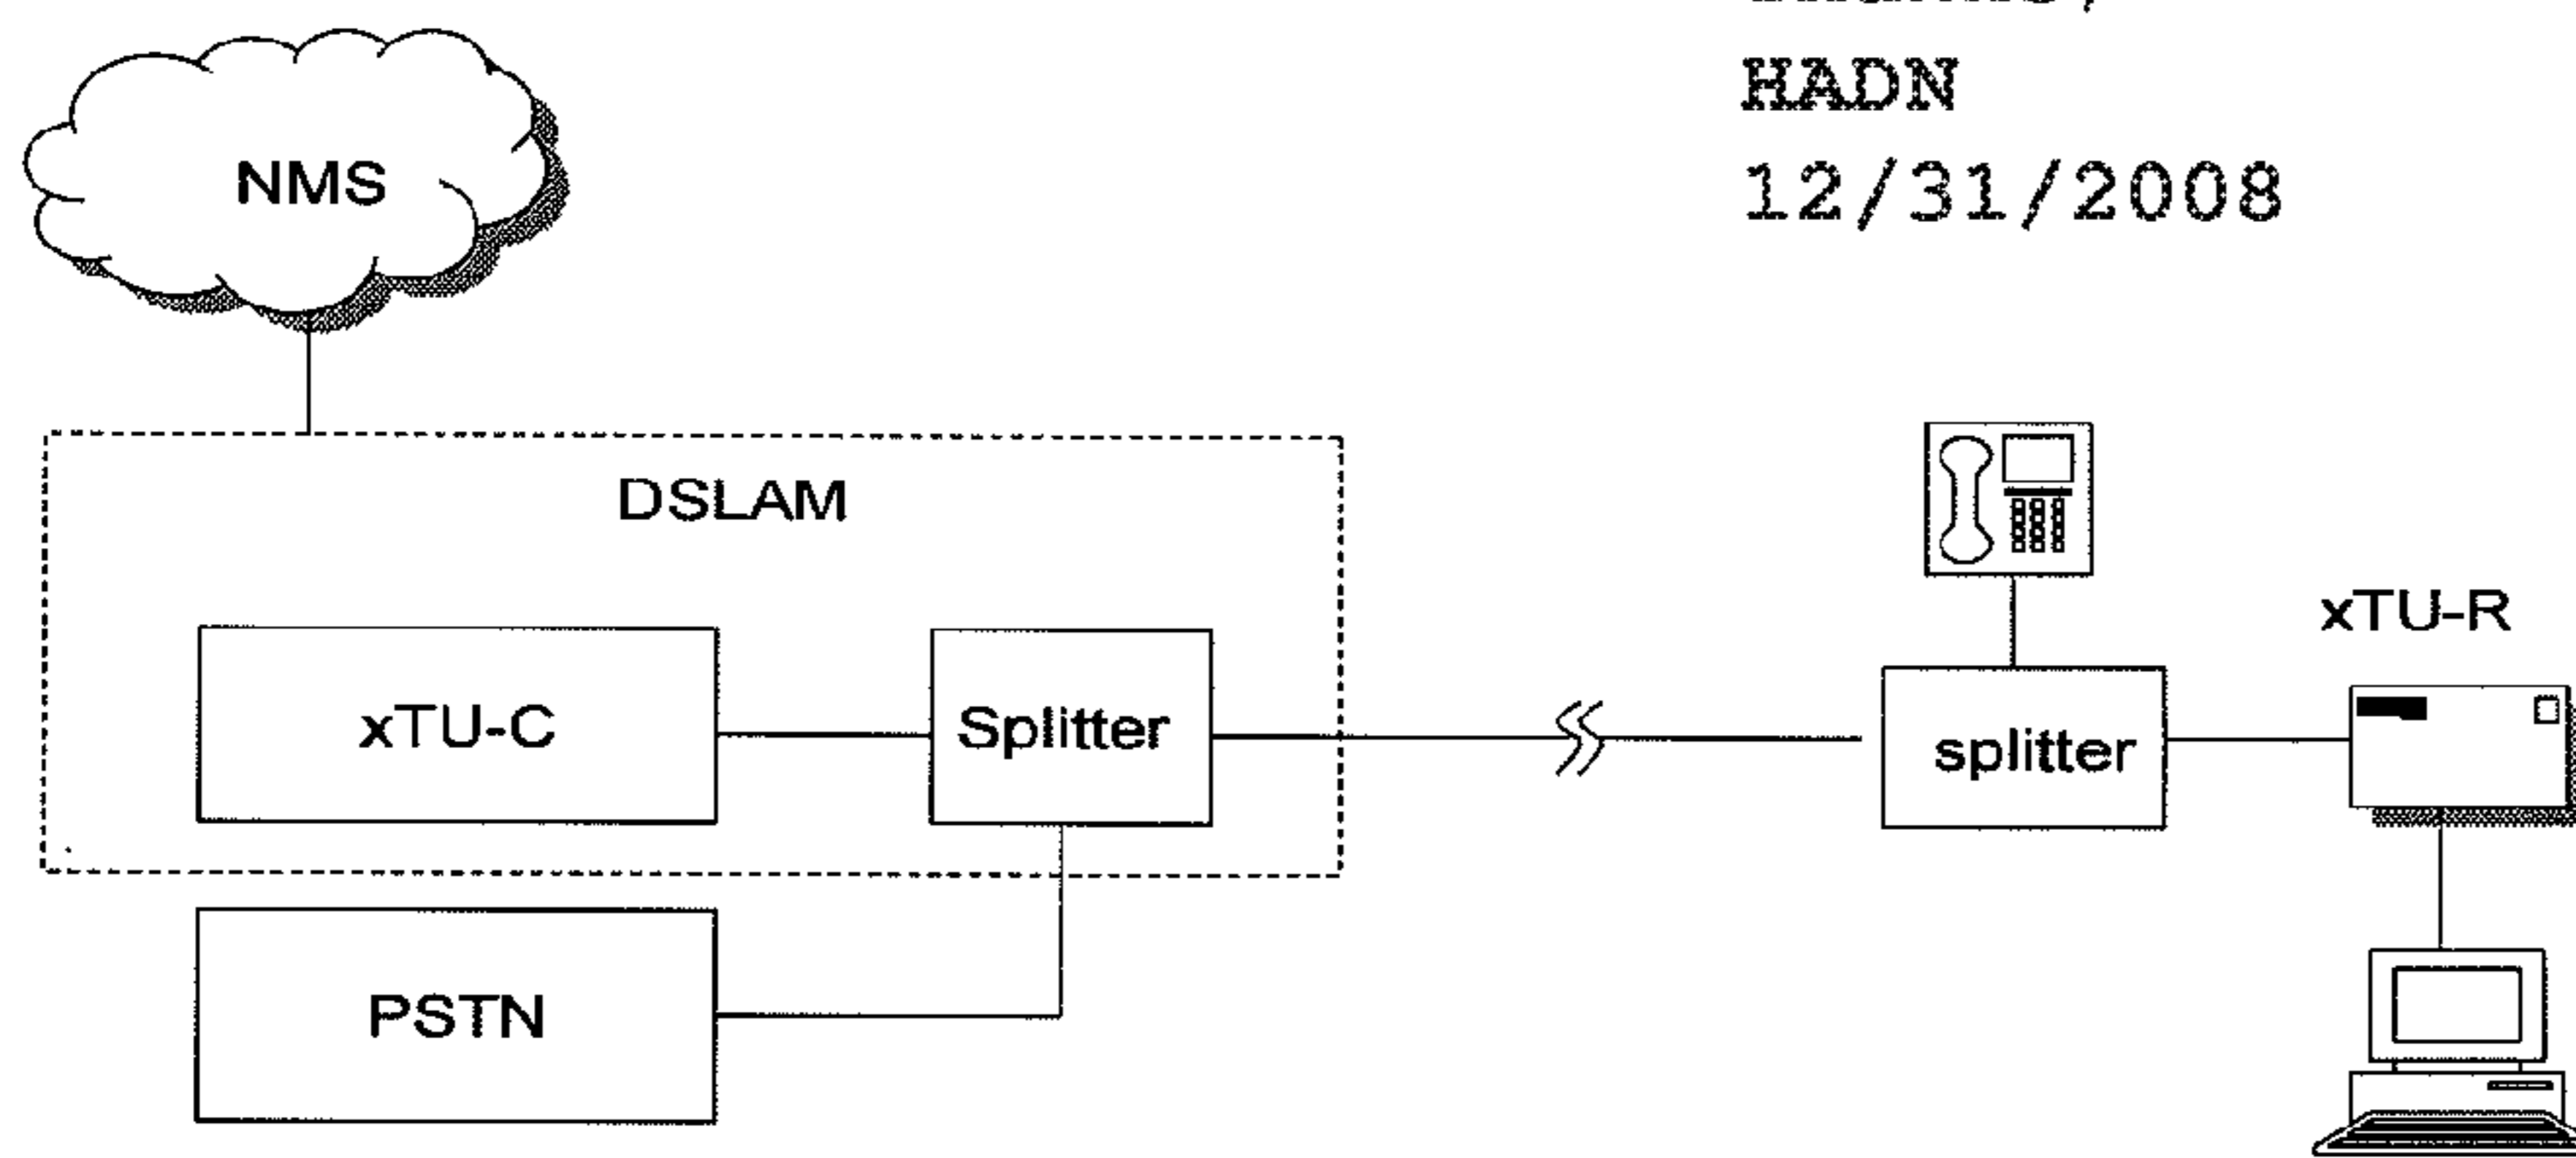 HADN
12/31/2008
NMS
DSLAM
xTU-C
Splitter
PSTN
splitter
xTU-R